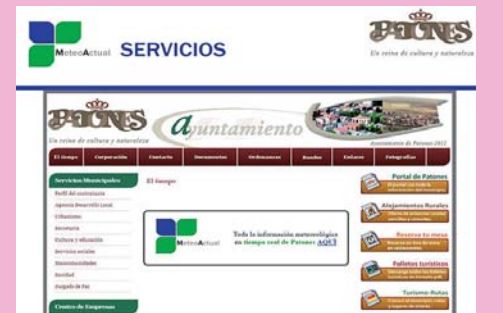 MeteoActual SERVICIOS
PATONES
Un reino de cultura y naturaleza
PATONES
Un reino de cultura y naturaleza
Ayuntamiento
Ayuntamiento de Patones 2012
El tiempo Corporación Contacto Documentos Ordenanzas Bandos Enlaces Fotografías
Servicios Municipales
Perfil del contratante
Agencia Desarrollo Local
Urbanismo
Secretaría
Cultura y educación
Servicios sociales
Mancomunidades
Sanidad
Juzgado de Paz
Centro de Empresas
El tiempo
MeteoActual
Toda la información meteorológica
en tiempo real de Patones AQUÍ
Portal de Patones
Alojamientos Rurales
Reserva tu mesa
Folletos turísticos
Turismo-Rutas